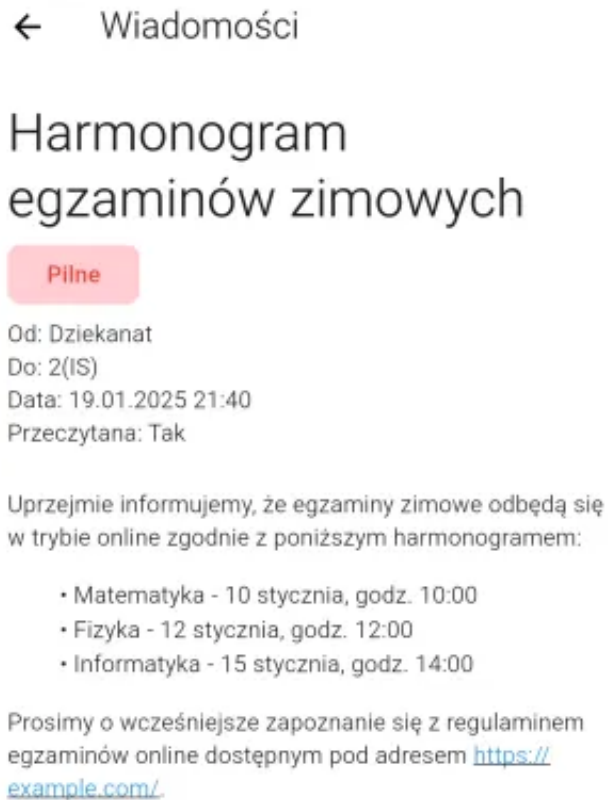 Wiadomości
Harmonogram
egzaminów zimowych
Pilne
Od: Dziekanat
Do: 2(IS)
Data: 19.01.2025 21:40
Przeczytana: Tak
Uprzejmie informujemy, że egzaminy zimowe odbędą się
w trybie online zgodnie z poniższym harmonogramem:
• Matematyka - 10 stycznia, godz. 10:00
• Fizyka - 12 stycznia, godz. 12:00
• Informatyka - 15 stycznia, godz. 14:00
Prosimy o wcześniejsze zapoznanie się z regulaminem
egzaminów online dostępnym pod adresem https://
example.com/.